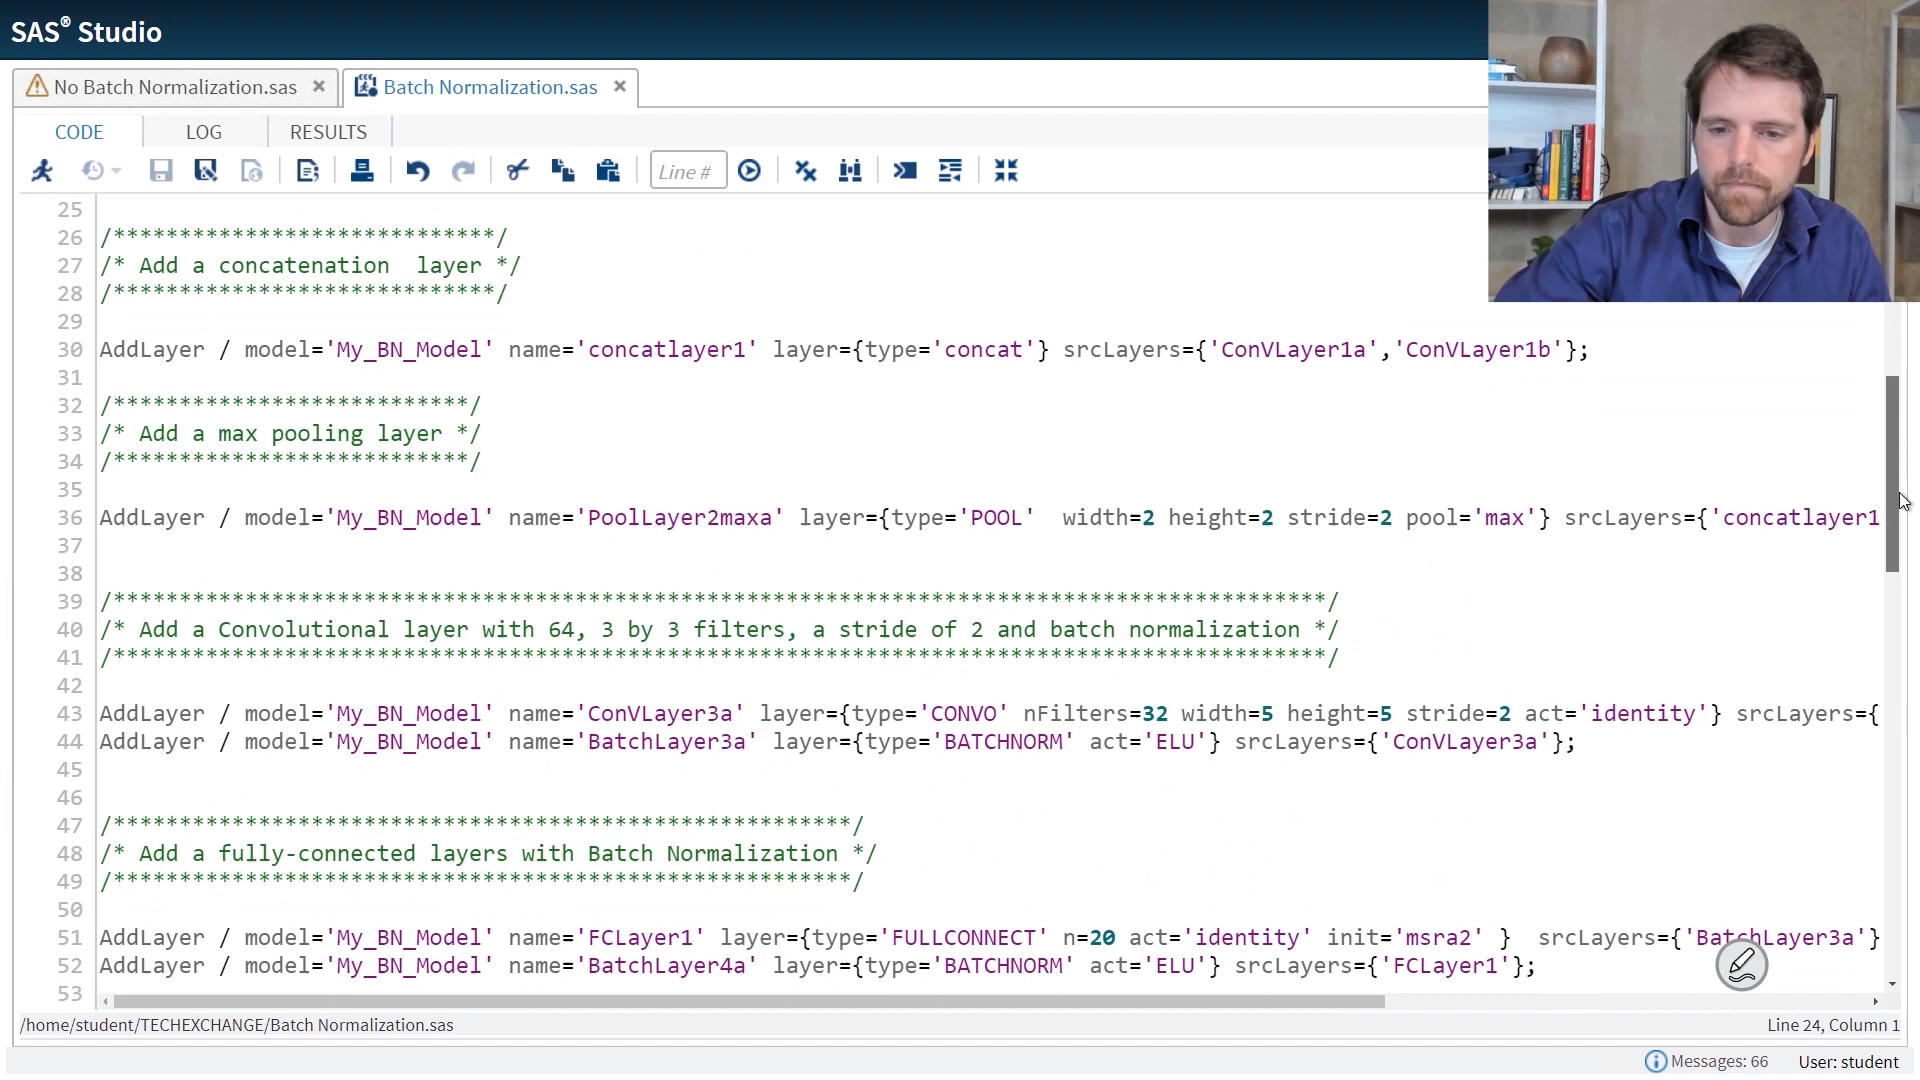 SAS® Studio
No Batch Normalization.sas
Batch Normalization.sas
CODE LOG RESULTS
Line #
25
26 /*****************************/
27 /* Add a concatenation  layer */
28 /*****************************/
29
30 AddLayer / model='My_BN_Model' name='concatlayer1' layer={type='concat'} srcLayers={'ConVLayer1a','ConVLayer1b'};
31
32 /***************************/
33 /* Add a max pooling layer */
34 /***************************/
35
36 AddLayer / model='My_BN_Model' name='PoolLayer2maxa' layer={type='POOL'  width=2 height=2 stride=2 pool='max'} srcLayers={'concatlayer1
37
38
39 /********************************************************************************************/
40 /* Add a Convolutional layer with 64, 3 by 3 filters, a stride of 2 and batch normalization */
41 /********************************************************************************************/
42
43 AddLayer / model='My_BN_Model' name='ConVLayer3a' layer={type='CONVO' nFilters=32 width=5 height=5 stride=2 act='identity'} srcLayers={
44 AddLayer / model='My_BN_Model' name='BatchLayer3a' layer={type='BATCHNORM' act='ELU'} srcLayers={'ConVLayer3a'};
45
46
47 /********************************************************/
48 /* Add a fully-connected layers with Batch Normalization */
49 /********************************************************/
50
51 AddLayer / model='My_BN_Model' name='FCLayer1' layer={type='FULLCONNECT' n=20 act='identity' init='msra2' }  srcLayers={'BatchLayer3a'}
52 AddLayer / model='My_BN_Model' name='BatchLayer4a' layer={type='BATCHNORM' act='ELU'} srcLayers={'FCLayer1'};
53
/home/student/TECHEXCHANGE/Batch Normalization.sas
Line 24, Column 1
Messages: 66
User: student